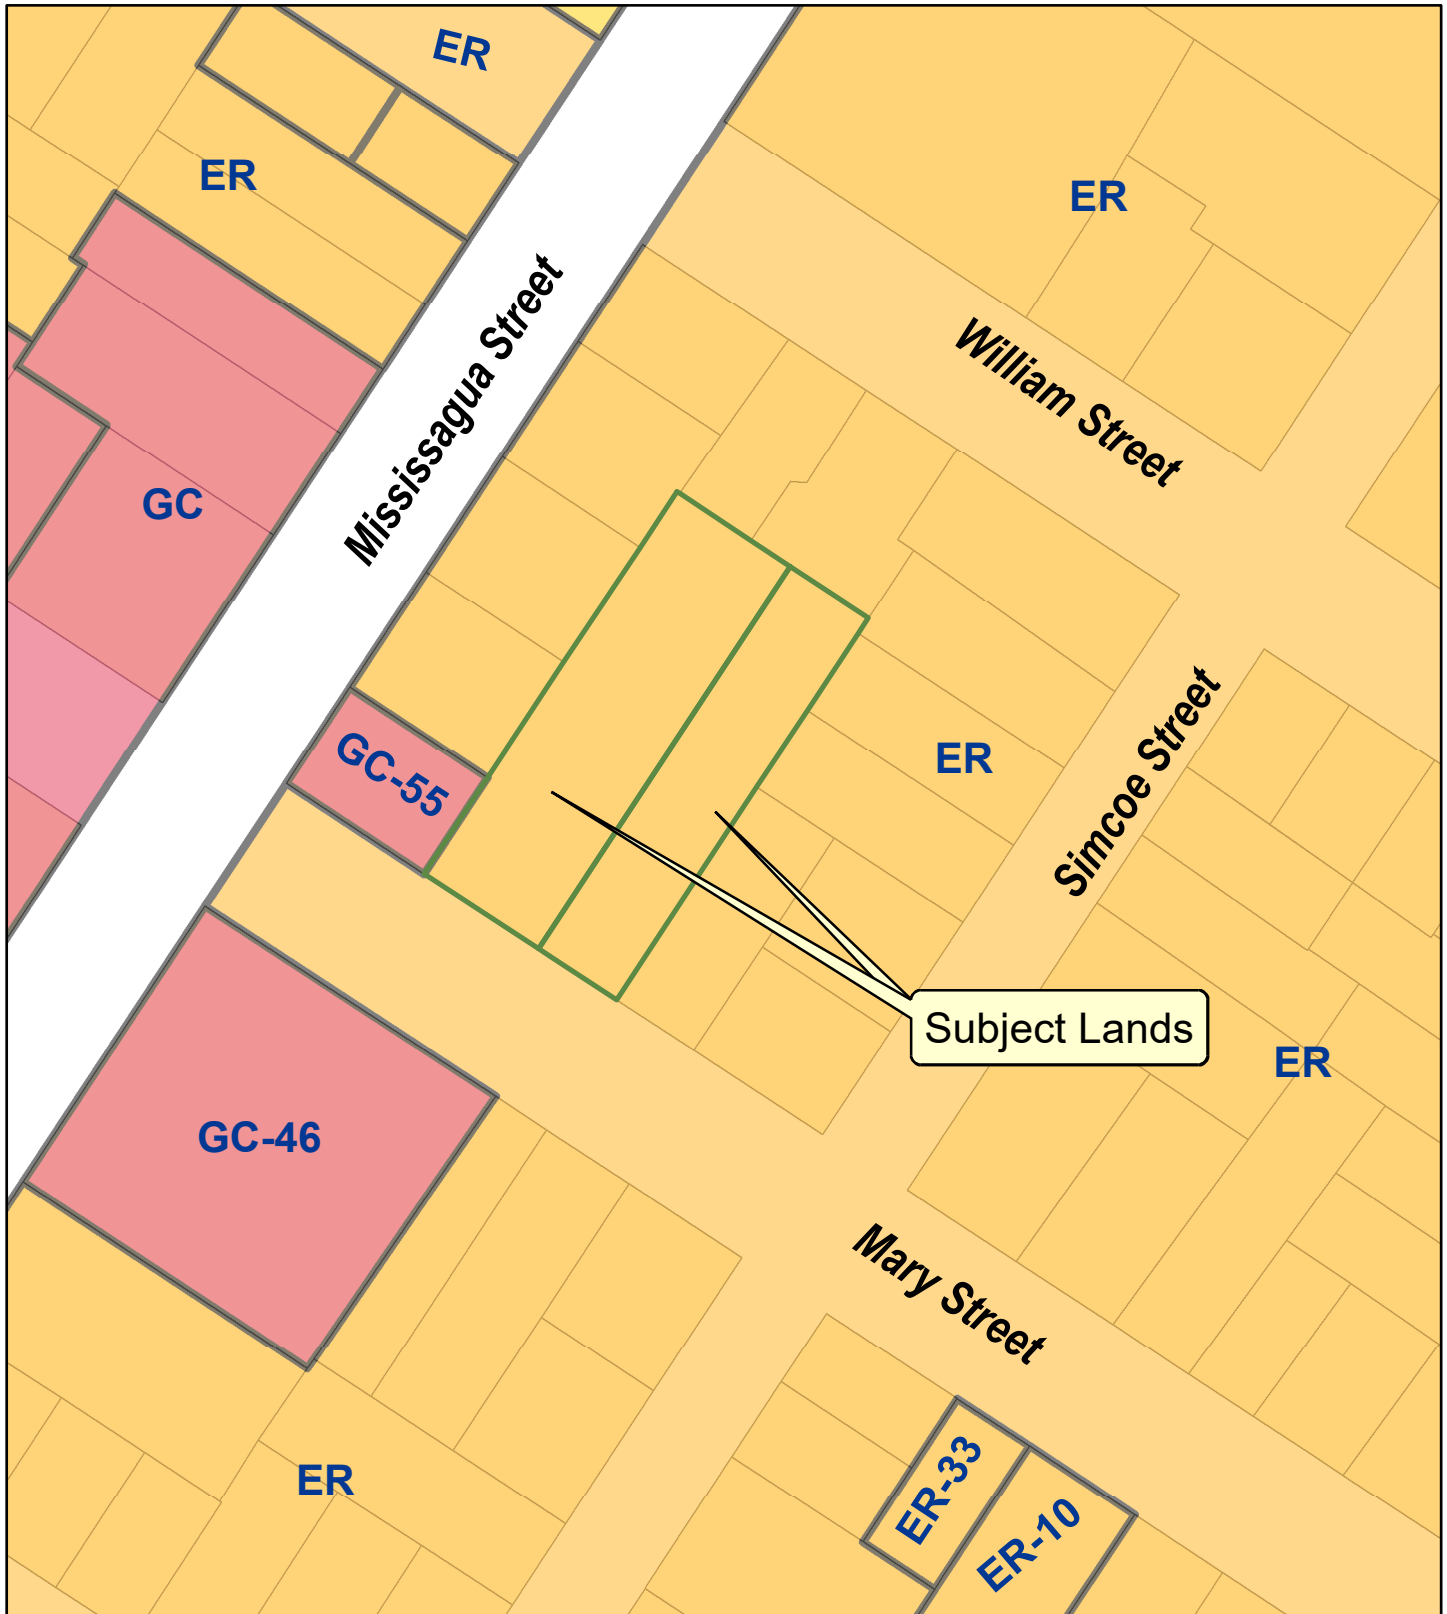 ER
ER
ER
Mississagua Street
William Street
GC
Simcoe Street
GC-55
ER
Subject Lands
ER
GC-46
Mary Street
ER
ER-33
ER-10